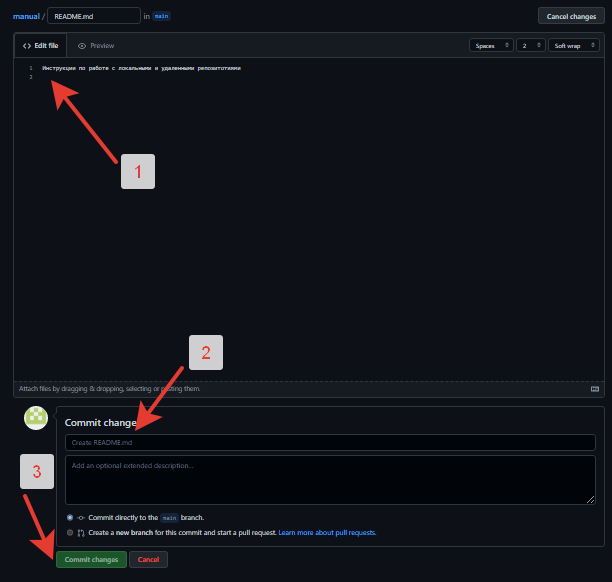 manual / README.md in main Cancel changes
Edit file Preview Spaces 2 Soft wrap
1 Инструкции по работе с локальными и удаленными репозитотиями
2
1
2
Attach files by dragging & dropping, selecting or pasting them.
Commit changes
Create README.md
3
Add an optional extended description...
Commit directly to the main branch.
Create a new branch for this commit and start a pull request. Learn more about pull requests.
Commit changes Cancel